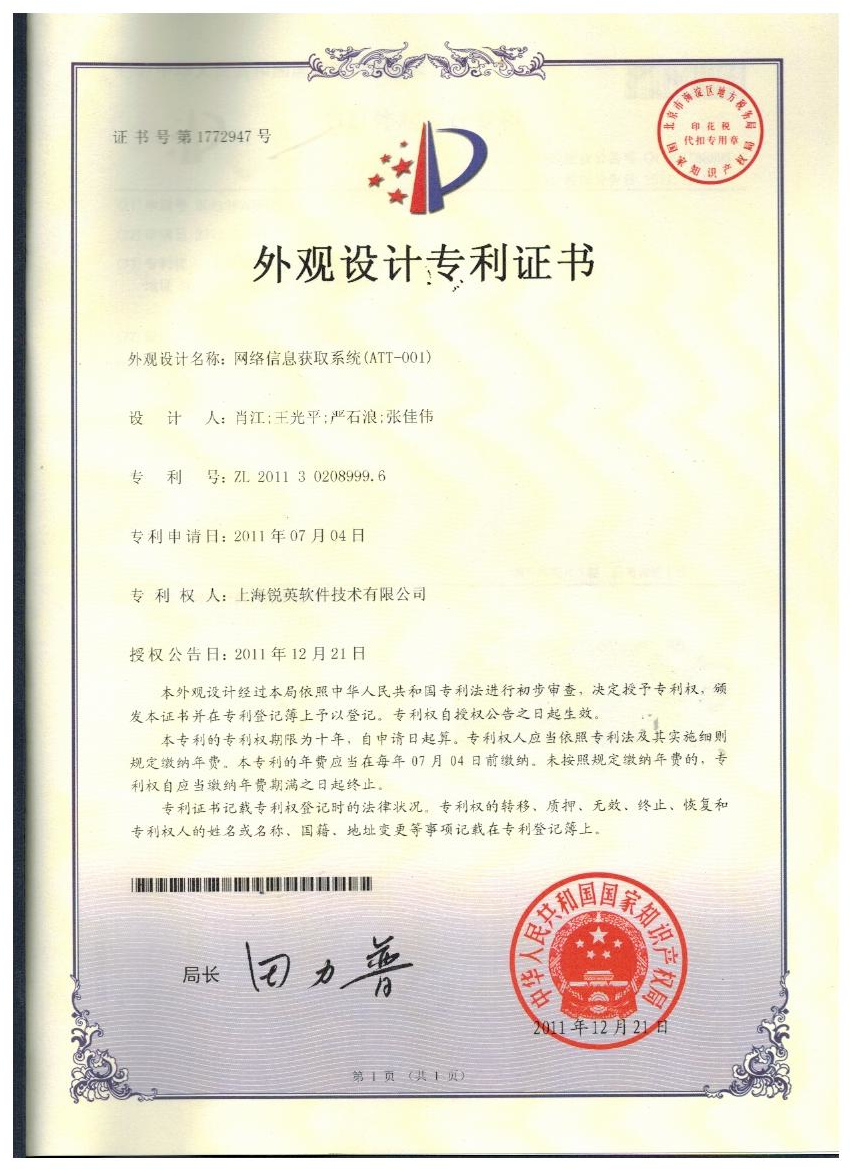 证书号第1772947号
北京市海淀区地方税务局
印花税
代扣专用章
国家知识产权局
外观设计专利证书
外观设计名称：网络信息获取系统(ATT-001)
设计人：肖江;王光平;严石浪;张佳伟
专利号：ZL 2011 3 0208999.6
专利申请日：2011年07月04日
专利权人：上海锐英软件技术有限公司
授权公告日：2011年12月21日
本外观设计经过本局依照中华人民共和国专利法进行初步审查，决定授予专利权，颁
发本证书并在专利登记簿上予以登记。专利权自授权公告之日起生效。
本专利的专利权期限为十年，自申请日起算。专利权人应当依照专利法及其实施细则
规定缴纳年费。本专利的年费应当在每年07月04日前缴纳。未按照规定缴纳年费的，专
利权自应当缴纳年费期满之日起终止。
专利证书记载专利权登记时的法律状况。专利权的转移、质押、无效、终止、恢复和
专利权人的姓名或名称、国籍、地址变更等事项记载在专利登记簿上。
局长 田力普
中华人民共和国国家知识产权局
2011年12月21日
第1页（共1页）